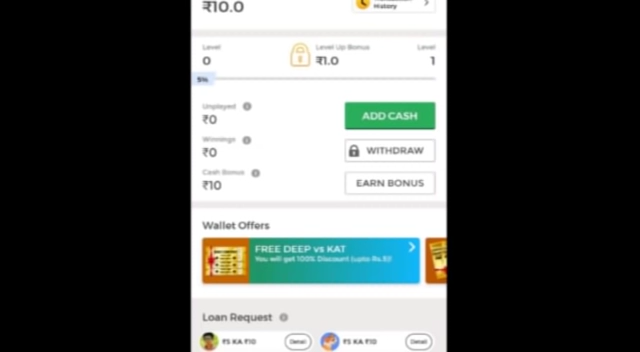 ₹10.0
History
Level
Level Up Bonus
Level
0
₹1.0
1
Unplayed
₹0
ADD CASH
Winnings
₹0
WITHDRAW
Cash Bonus
₹10
EARN BONUS
Wallet Offers
FREE DEEP vs KAT
You will get 100% Discount (upto Rs.5)!
Loan Request
₹5 KA ₹10
Detail
₹5 KA ₹10
Detail